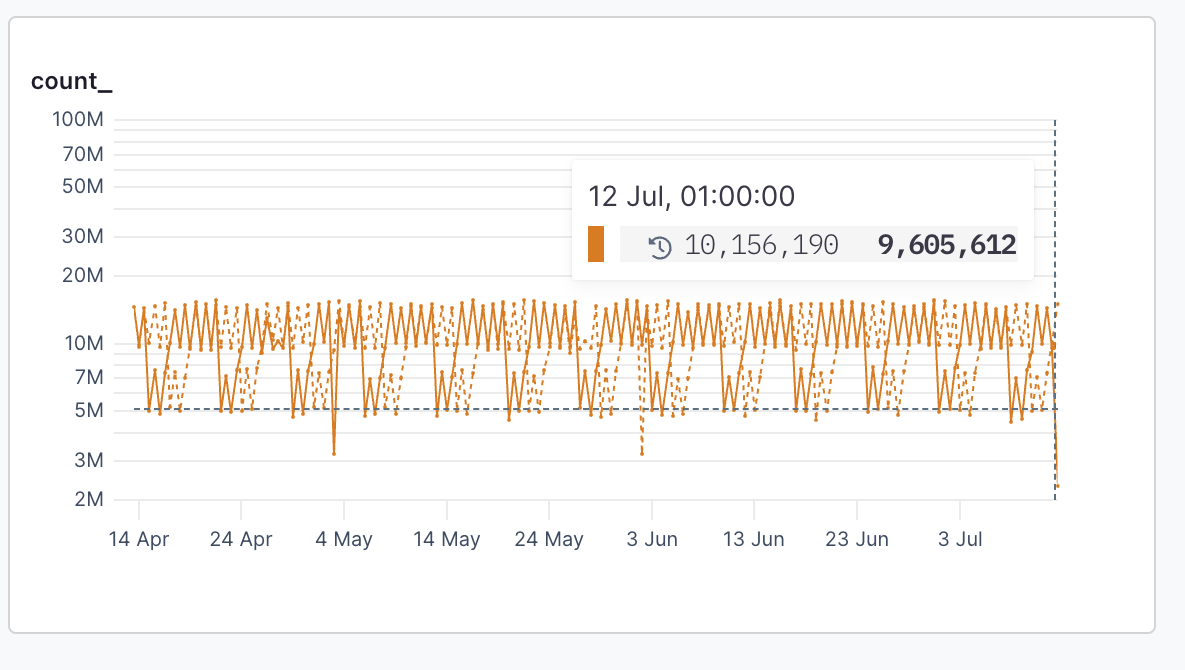 count_
100M
70M
50M
30M
20M
10M
7M
5M
3M
2M
12 Jul, 01:00:00
10,156,190 9,605,612
14 Apr 24 Apr 4 May 14 May 24 May 3 Jun 13 Jun 23 Jun 3 Jul